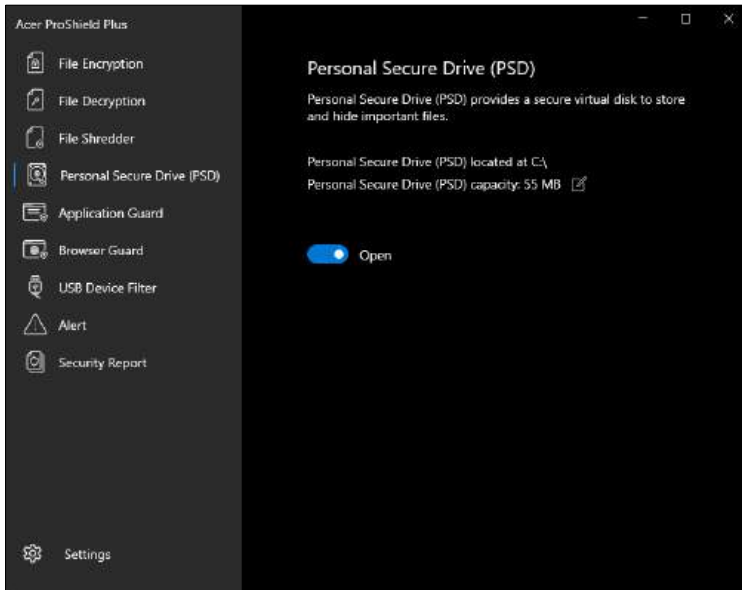 Acer ProShield Plus
File Encryption
File Decryption
File Shredder
Personal Secure Drive (PSD)
Application Guard
Browser Guard
USB Device Filter
Alert
Security Report
Settings
Personal Secure Drive (PSD)
Personal Secure Drive (PSD) provides a secure virtual disk to store
and hide important files.
Personal Secure Drive (PSD) located at C:\
Personal Secure Drive (PSD) capacity: 55 MB
Open